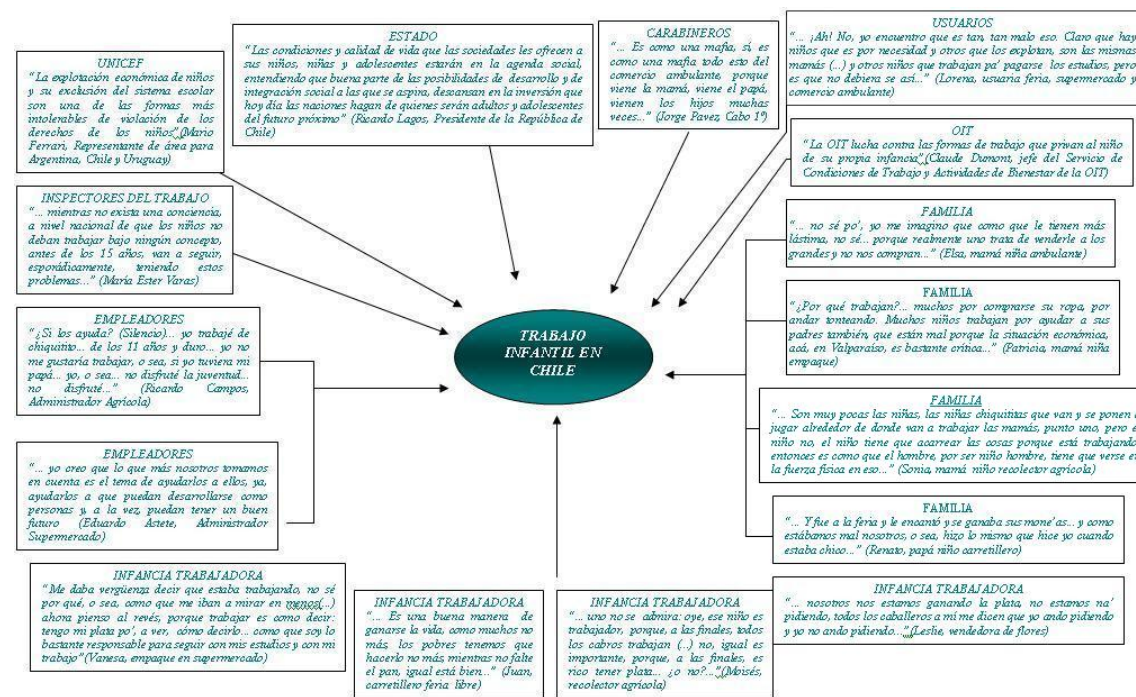 UNICEF
"La explotación económica de niños
y su exclusión del sistema escolar
son una de las formas más
intolerables de violación de los
derechos de los niños",(Mario
Ferrari, Representante de área para
Argentina, Chile y Uruguay)
ESTADO
"Las condiciones y calidad de vida que las sociedades les ofrecen a
sus niños, niñas y adolescentes estarán en la agenda social,
entendiendo que buena parte de las posibilidades de desarrollo y de
integración social a las que se aspira, descansan en la inversión que
hoy día las naciones hagan de quienes serán adultos y adolescentes
del futuro próximo" (Ricardo Lagos, Presidente de la República de
Chile)
CARABINEROS
"... Es como una mafia, sí, es
como una mafia todo esto del
comercio ambulante, porque
viene la mamá, viene el papá,
vienen los hijos muchas
veces..." (Jorge Pavez, Cabo 1º)
USUARIOS
"... ¡Ah! No, yo encuentro que es tan, tan malo eso. Claro que hay
niños que es por necesidad y otros que los explotan, son las mismas
mamás (...) y otros niños que trabajan pa' pagarse los estudios, pero
es que no debiera se así..." (Lorena, usuaria feria, supermercado y
comercio ambulante)
OIT
"La OIT lucha contra las formas de trabajo que privan al niño
de su propia infancia",(Claude Dumont, jefe del Servicio de
Condiciones de Trabajo y Actividades de Bienestar de la OIT)
INSPECTORES DEL TRABAJO
"... mientras no exista una conciencia,
a nivel nacional de que los niños no
deban trabajar bajo ningún concepto,
antes de los 15 años, van a seguir,
esporádicamente, teniendo estos
problemas..." (María Ester Varas)
FAMILIA
"... no sé po', yo me imagino que como que le tienen más
lástima, no sé... porque realmente uno trata de venderle a los
grandes y no nos compran..." (Elsa, mamá niña ambulante)
EMPLEADORES
"¿Si los ayuda? (Silencio)... yo trabajé de
chiquitito... de los 11 años y duro... yo no
me gustaría trabajar, o sea, si yo tuviera mi
papá... yo, o sea... no disfruté la juventud...
no disfruté..." (Ricardo Campos,
Administrador Agrícola)
TRABAJO
INFANTIL EN
CHILE
FAMILIA
"¿Por qué trabajan?... muchos por comprarse su ropa, por
andar tonteando. Muchos niños trabajan por ayudar a sus
padres también, que están mal porque la situación económica,
acá, en Valparaíso, es bastante crítica..." (Patricia, mamá niña
empaque)
FAMILIA
"... Son muy pocas las niñas, las niñas chiquititas que van y se ponen a
jugar alrededor de donde van a trabajar las mamás, punto uno, pero el
niño no, el niño tiene que acarrear las cosas porque está trabajando,
entonces es como que el hombre, por ser niño hombre, tiene que verse en
la fuerza física en eso..." (Sonia, mamá niño recolector agrícola)
EMPLEADORES
"... yo creo que lo que más nosotros tomamos
en cuenta es el tema de ayudarlos a ellos, ya,
ayudarlos a que puedan desarrollarse como
personas y, a la vez, puedan tener un buen
futuro (Eduardo Astete, Administrador
Supermercado)
FAMILIA
"... Y fue a la feria y le encantó y se ganaba sus mone'as... y como
estábamos mal nosotros, o sea, hizo lo mismo que hice yo cuando
estaba chico..." (Renato, papá niño carretillero)
INFANCIA TRABAJADORA
"Me daba vergüenza decir que estaba trabajando, no sé
por qué, o sea, como que me iban a mirar en menos(...)
ahora pienso al revés, porque trabajar es como decir:
tengo mi plata po', a ver, cómo decirlo... como que soy lo
bastante responsable para seguir con mis estudios y con mi
trabajo"(Vanesa, empaque en supermercado)
INFANCIA TRABAJADORA
"... Es una buena manera de
ganarse la vida, como muchos no
más, los pobres tenemos que
hacerlo no más, mientras no falte
el pan, igual está bien..." (Juan,
carretillero feria libre)
INFANCIA TRABAJADORA
"... uno no se admira: oye, ese niño es
trabajador, porque, a las finales, todos
los cabros trabajan (...) no, igual es
importante, porque, a las finales, es
rico tener plata... ¿o no?..."(Moisés,
recolector agrícola)
INFANCIA TRABAJADORA
"... nosotros nos estamos ganando la plata, no estamos na'
pidiendo, todos los caballeros a mí me dicen que yo ando pidiendo
y yo no ando pidiendo..."(Leslie, vendedora de flores)